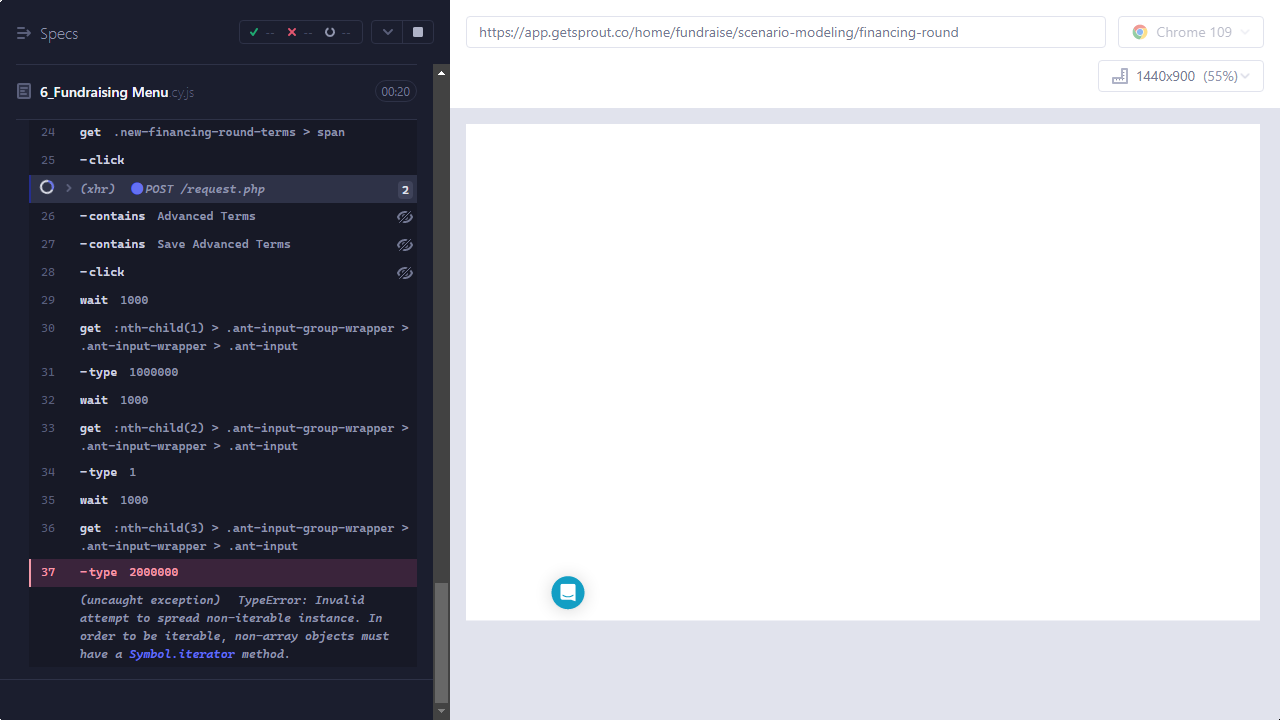 Specs
--
--
--
https://app.getsprout.co/home/fundraise/scenario-modeling/financing-round
Chrome 109
1440x900 (55%)
6_Fundraising Menu.cy.js
00:20
24 get .new-financing-round-terms > span
25 -click
(xhr) POST /request.php 2
26 -contains Advanced Terms
27 -contains Save Advanced Terms
28 -click
29 wait 1000
30 get :nth-child(1) > .ant-input-group-wrapper >
.ant-input-wrapper > .ant-input
31 -type 1000000
32 wait 1000
33 get :nth-child(2) > .ant-input-group-wrapper >
.ant-input-wrapper > .ant-input
34 -type 1
35 wait 1000
36 get :nth-child(3) > .ant-input-group-wrapper >
.ant-input-wrapper > .ant-input
37 -type 2000000
(uncaught exception) TypeError: Invalid
attempt to spread non-iterable instance. In
order to be iterable, non-array objects must
have a Symbol.iterator method.